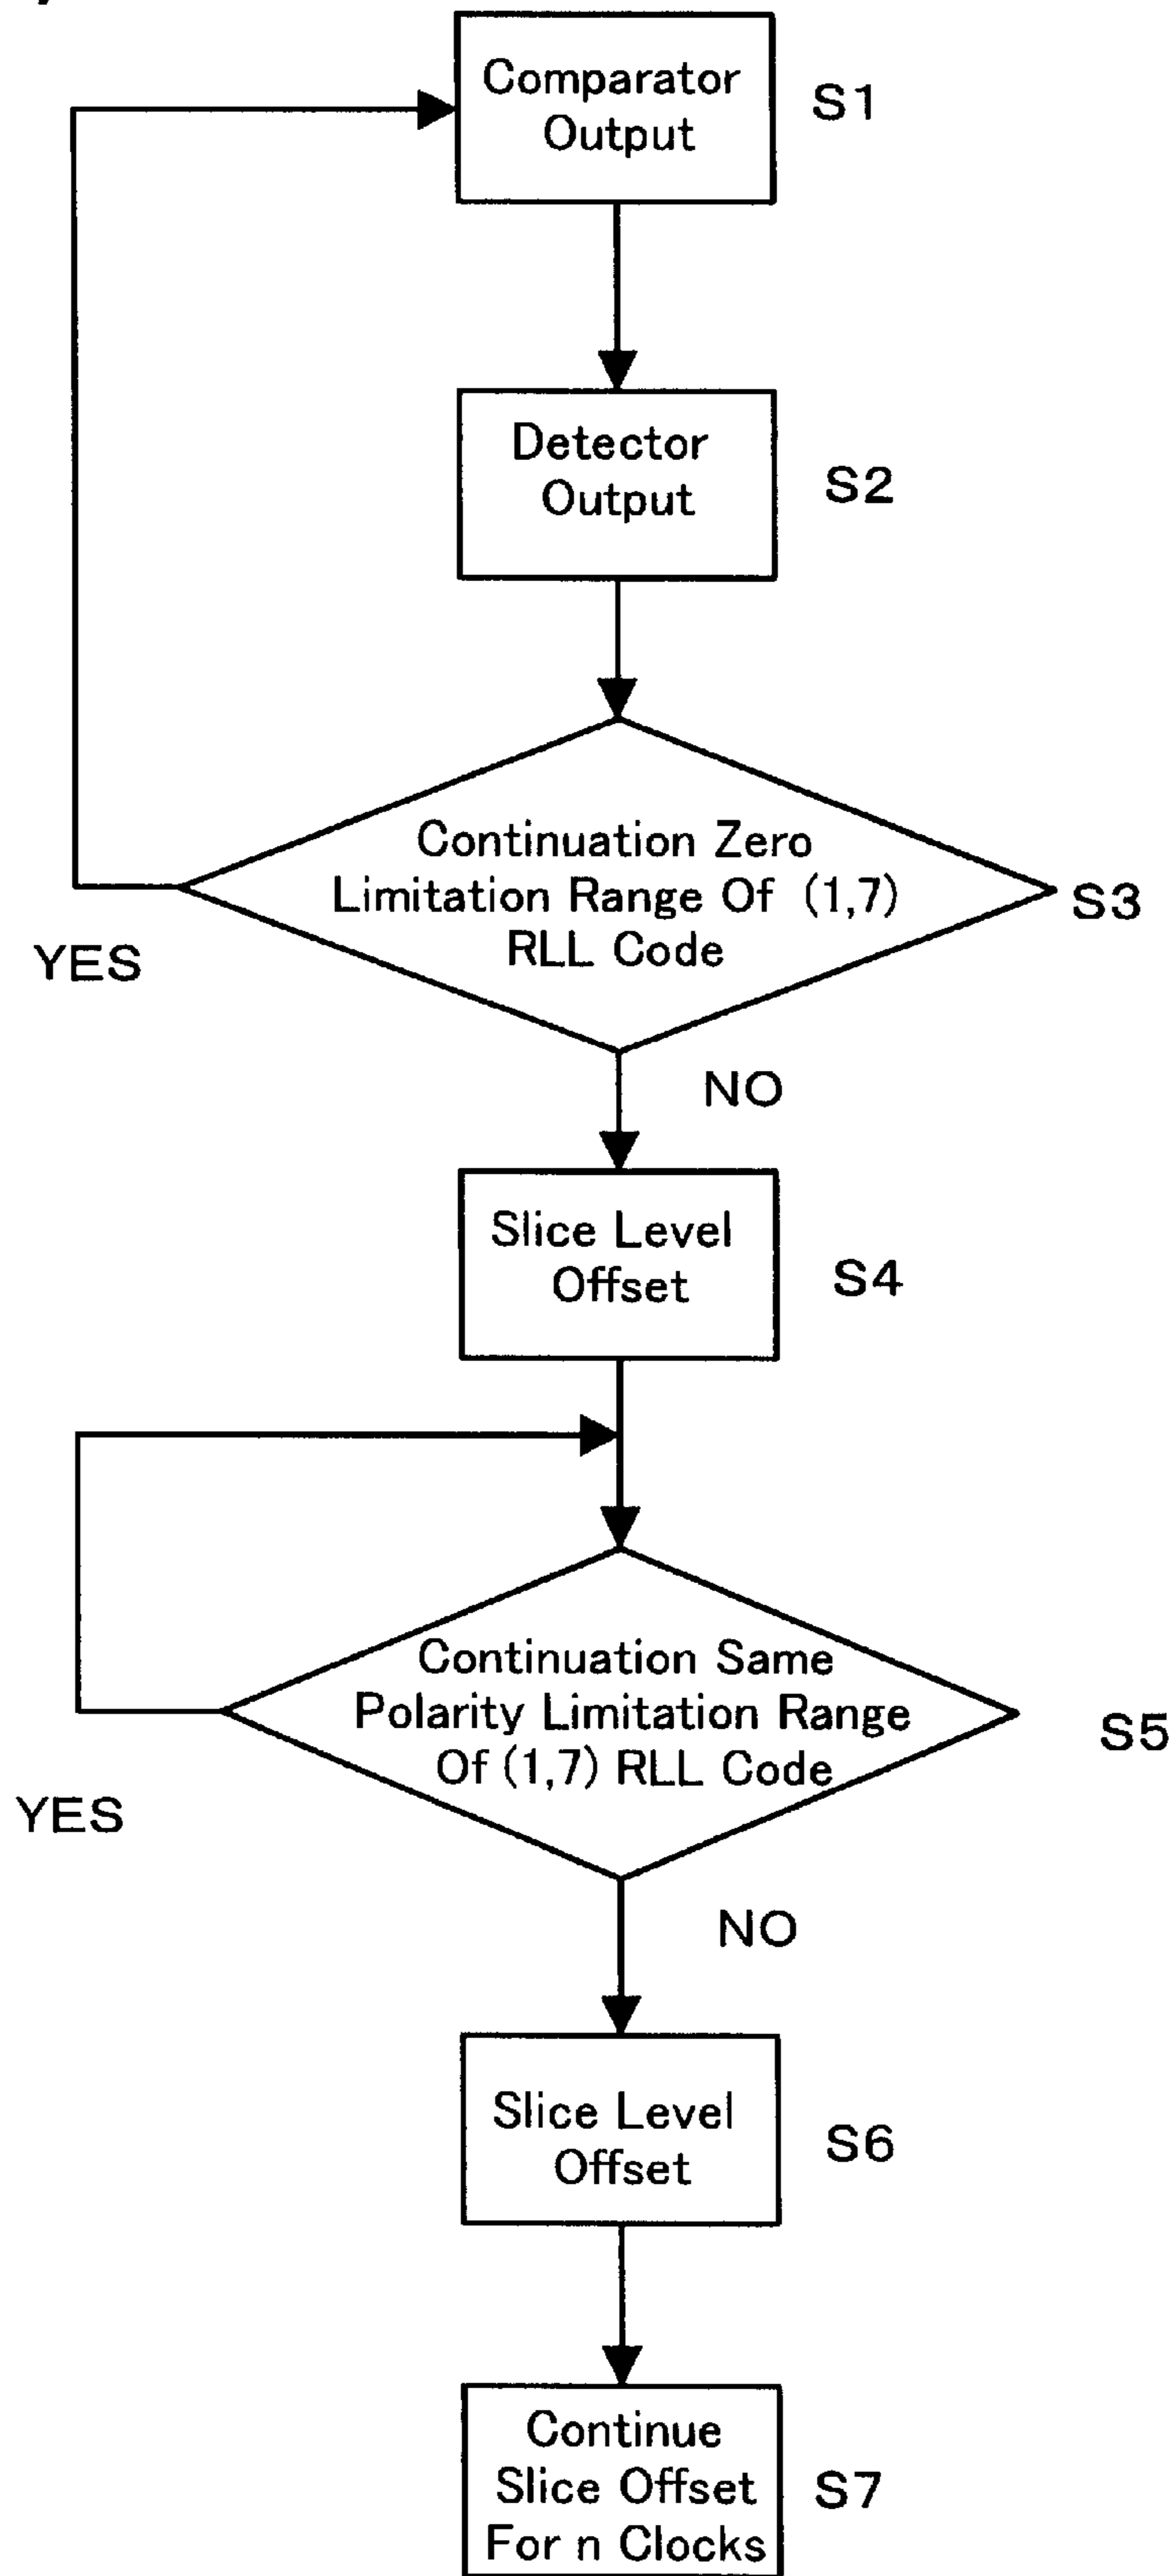 Comparator
Output
S1
Detector
Output
S2
Continuation Zero
Limitation Range Of (1,7)
RLL Code
S3
YES
NO
Slice Level
Offset
S4
Continuation Same
Polarity Limitation Range
Of (1,7) RLL Code
S5
YES
NO
Slice Level
Offset
S6
Continue
Slice Offset
For n Clocks
S7